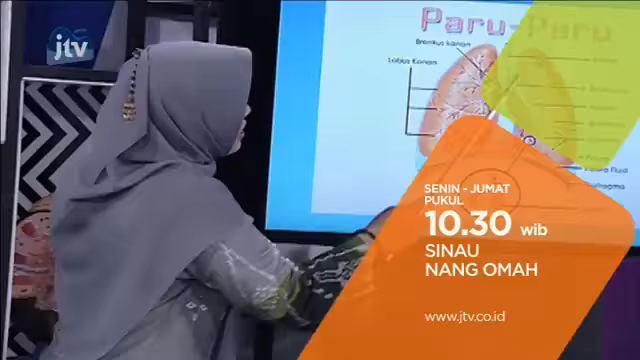 jtv
Paru-Paru
Bronkus kanan
Lobus Kanan
SENIN - JUMAT
PUKUL
10.30 wib
SINAU
NANG OMAH
www.jtv.co.id